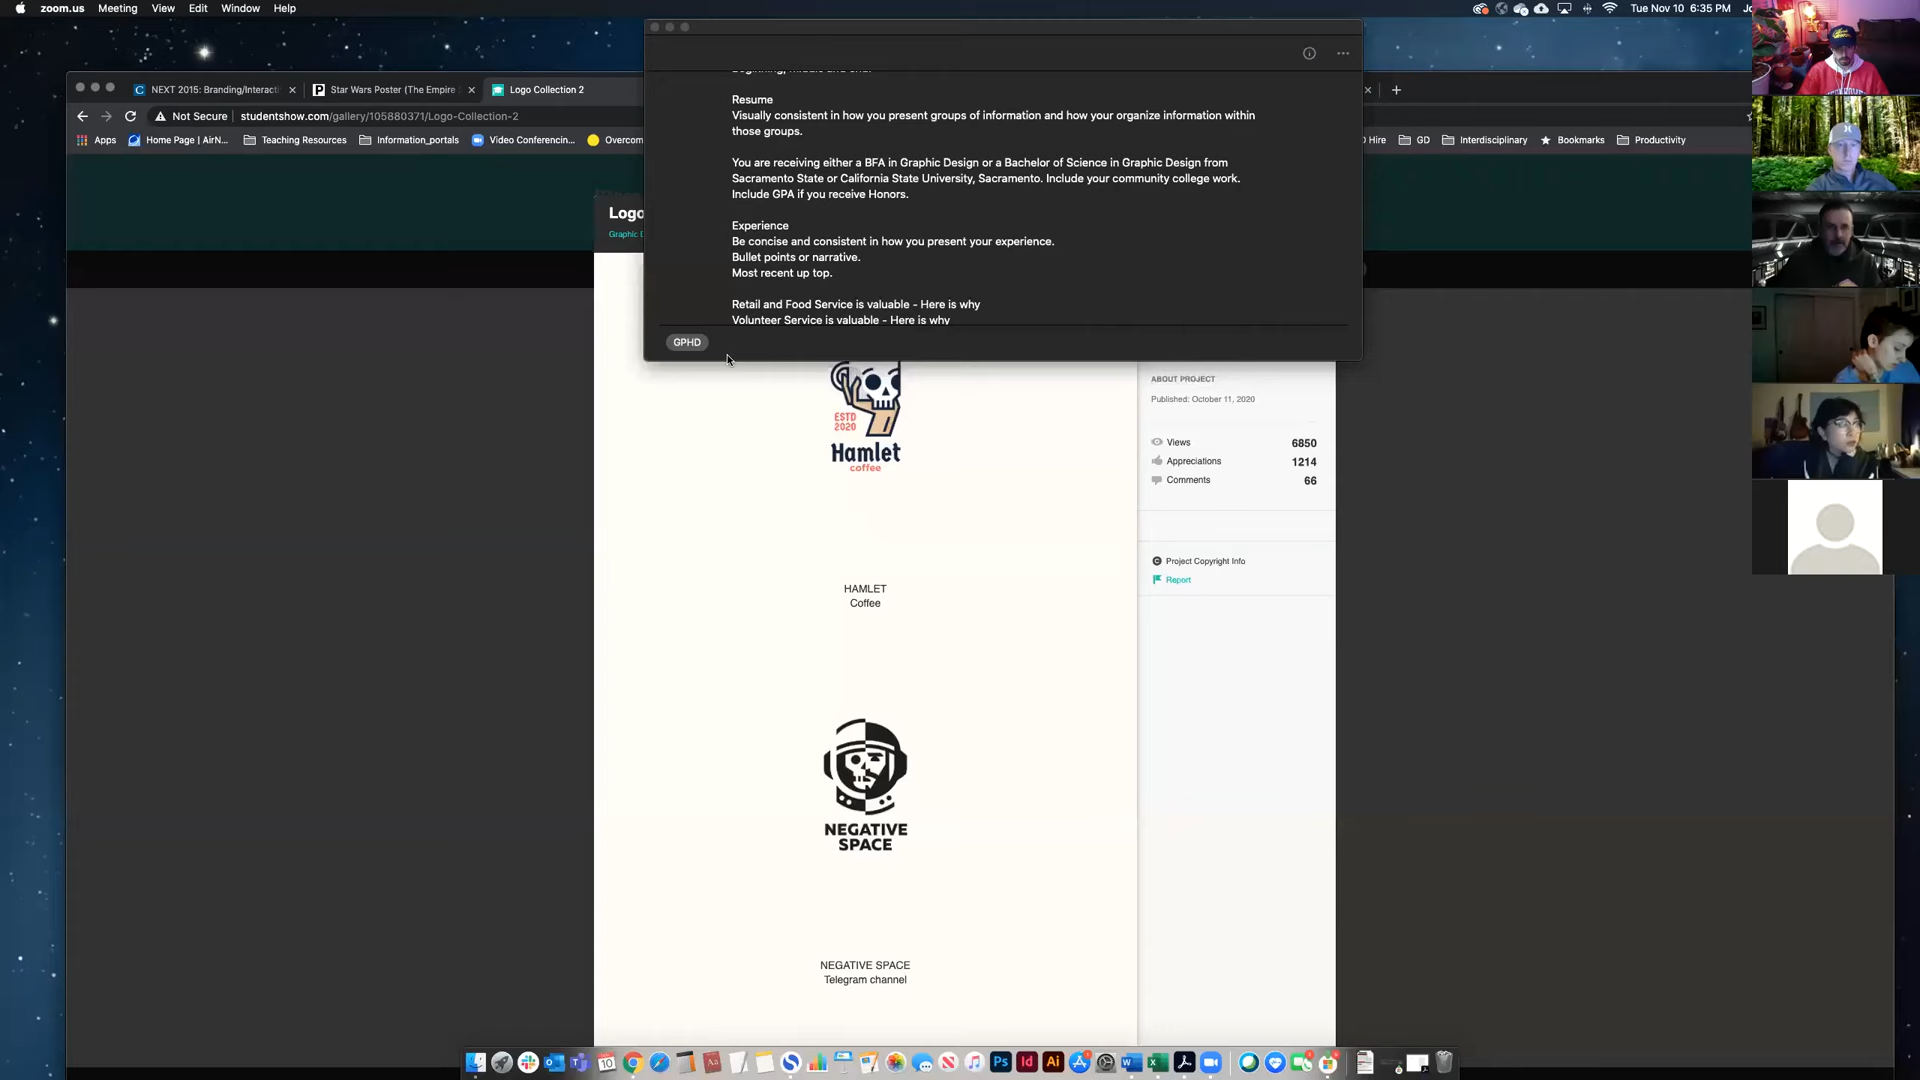 zoom.us Meeting View Edit Window Help
Tue Nov 10 6:35 PM
NEXT 2015: Branding/Interacti
Star Wars Poster (The Empire
Logo Collection 2
Not Secure
studentshow.com/gallery/105880371/Logo-Collection-2
Apps
Home Page | AirN...
Teaching Resources
Information_portals
Video Conferencin...
Overcom
Hire
GD
Interdisciplinary
Bookmarks
Productivity
Logo
Graphic D
Resume
Visually consistent in how you present groups of information and how your organize information within
those groups.
You are receiving either a BFA in Graphic Design or a Bachelor of Science in Graphic Design from
Sacramento State or California State University, Sacramento. Include your community college work.
Include GPA if you receive Honors.
Experience
Be concise and consistent in how you present your experience.
Bullet points or narrative.
Most recent up top.
Retail and Food Service is valuable - Here is why
Volunteer Service is valuable - Here is why
GPHD
ESTD
2020
Hamlet
coffee
HAMLET
Coffee
NEGATIVE
SPACE
NEGATIVE SPACE
Telegram channel
ABOUT PROJECT
Published: October 11, 2020
Views 6850
Appreciations 1214
Comments 66
Project Copyright Info
Report
10
Aa
Ps
Id
Ai